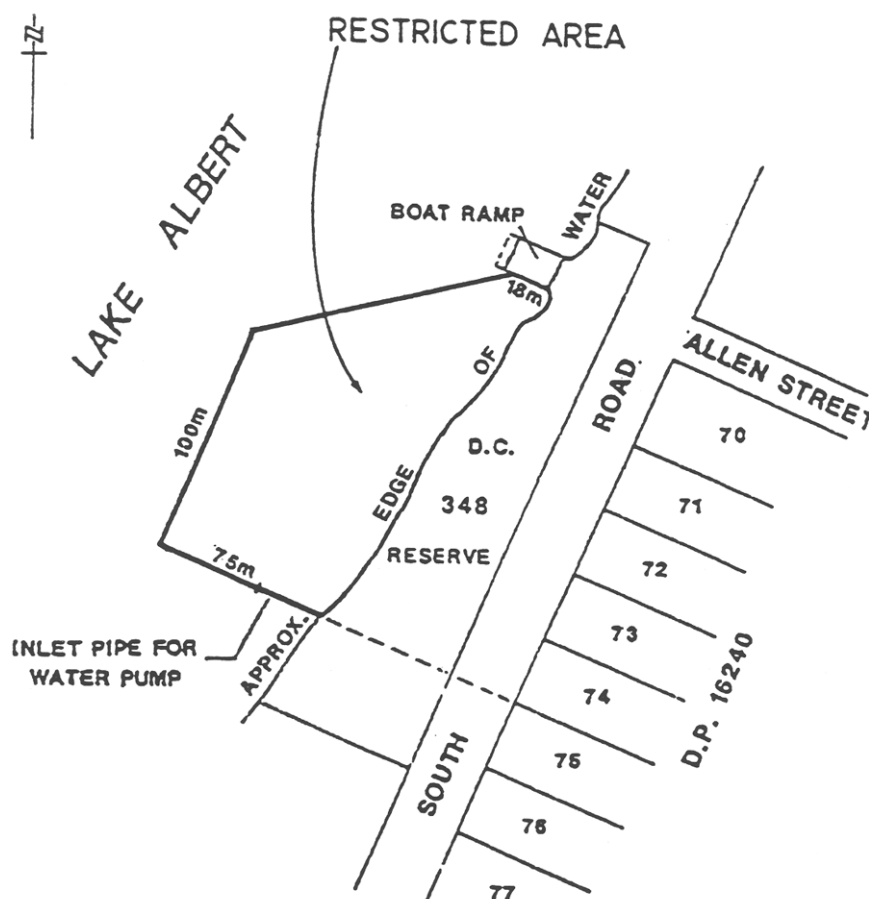 RESTRICTED AREA
LAKE ALBERT
BOAT RAMP
WATER
18m
ALLEN STREET
ROAD.
OF
100m
D.C.
70
EDGE
348
71
RESERVE
72
75m
73
INLET PIPE FOR
WATER PUMP
APPROX.
74
D.P. 16240
SOUTH
75
76
77